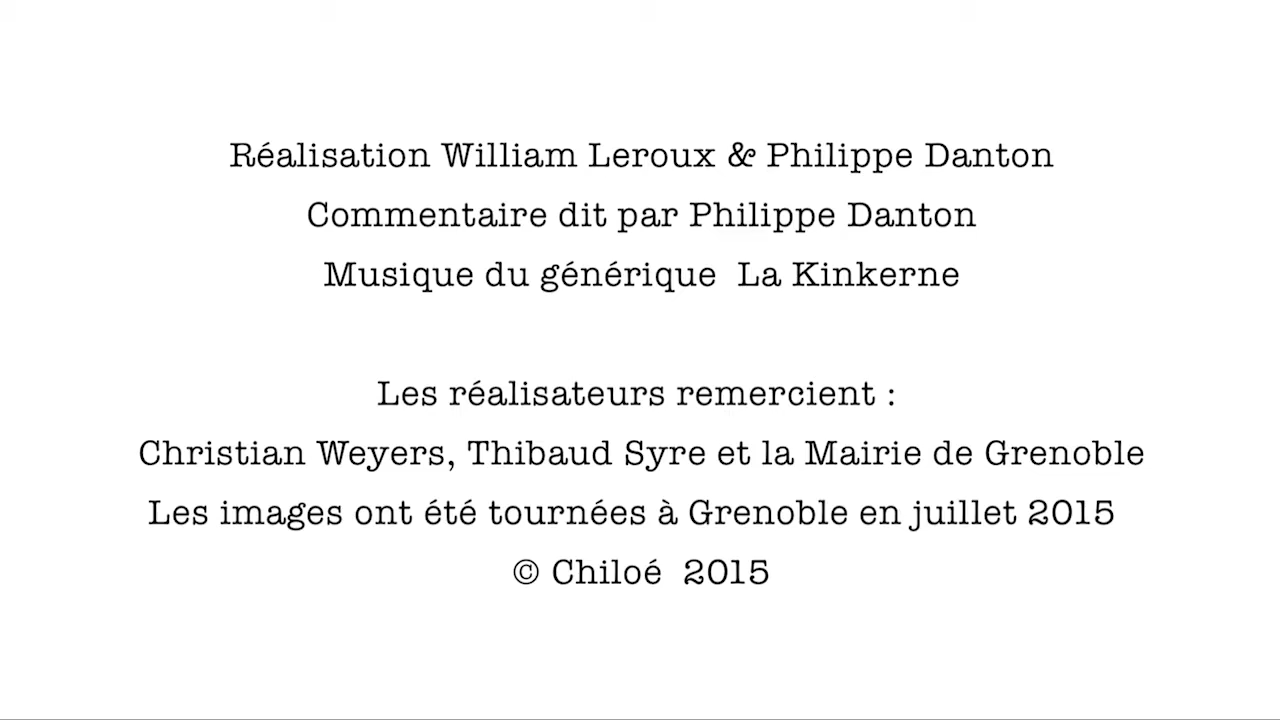 Réalisation William Leroux & Philippe Danton
Commentaire dit par Philippe Danton
Musique du générique  La Kinkerne
Les réalisateurs remercient :
Christian Weyers, Thibaud Syre et la Mairie de Grenoble
Les images ont été tournées à Grenoble en juillet 2015
© Chiloé  2015